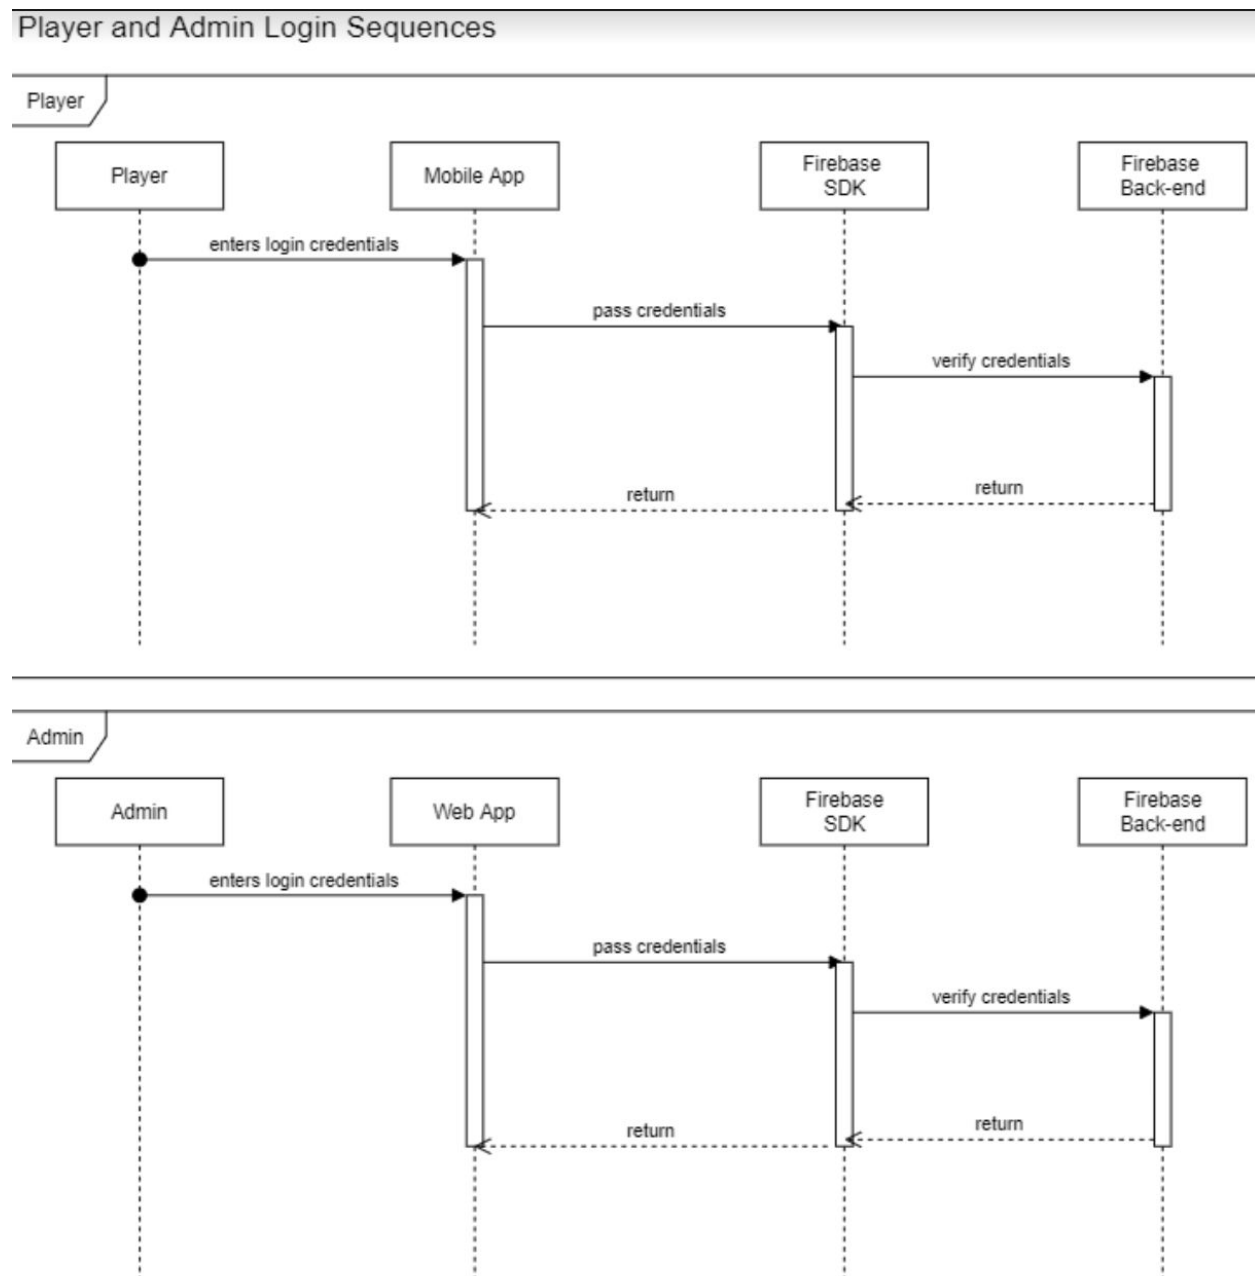 Player and Admin Login Sequences
Player
Player
Mobile App
Firebase
SDK
Firebase
Back-end
enters login credentials
pass credentials
verify credentials
return
return
Admin
Admin
Web App
Firebase
SDK
Firebase
Back-end
enters login credentials
pass credentials
verify credentials
return
return